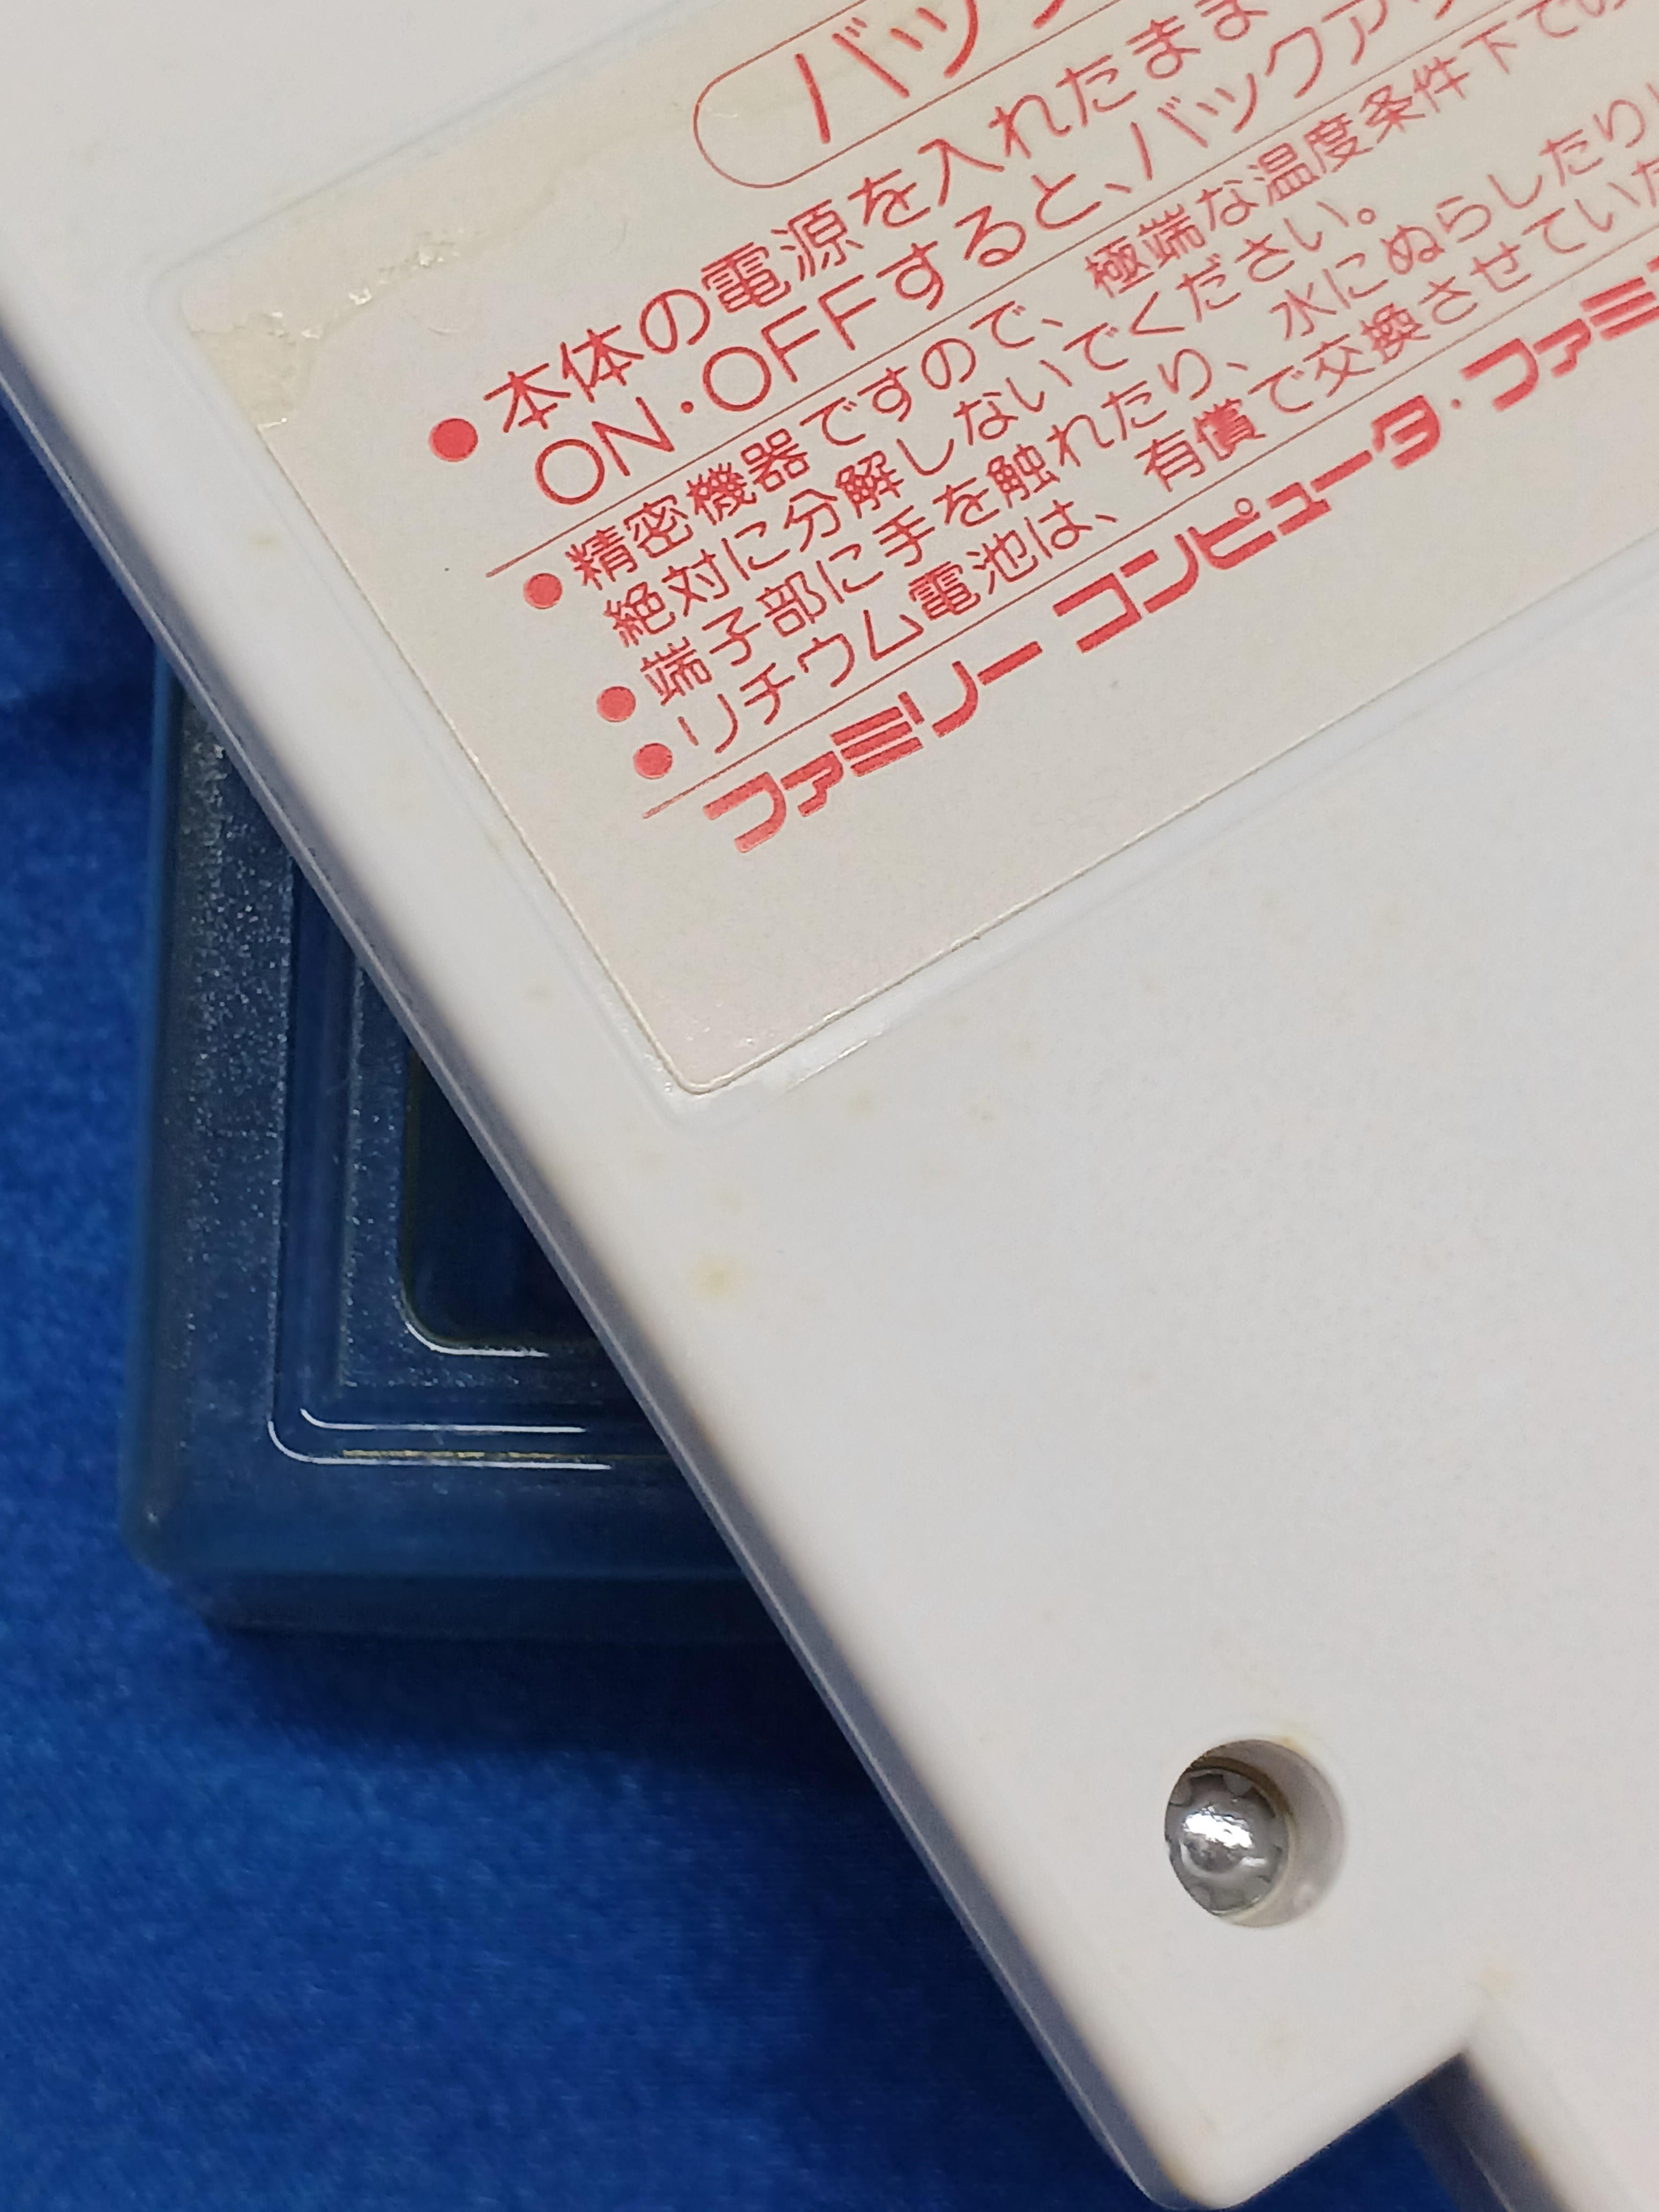 バック
●本体の電源を入れたまま
ON・OFFすると、バックアッ
●精密機器ですので、極端な温度条件下での
絶対に分解しないでください。
●端子部に手を触れたり、水にぬらしたり
●リチウム電池は、有償で交換させていた
ファミリー コンピュータ・ファミ